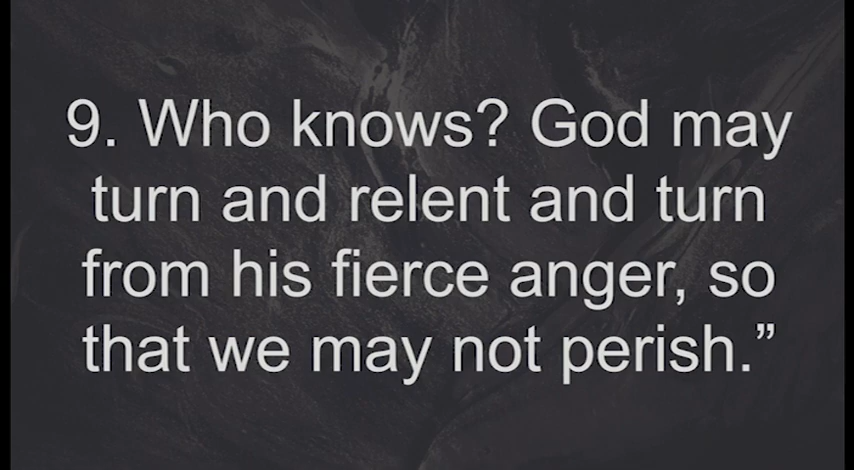 9. Who knows? God may
turn and relent and turn
from his fierce anger, so
that we may not perish.”